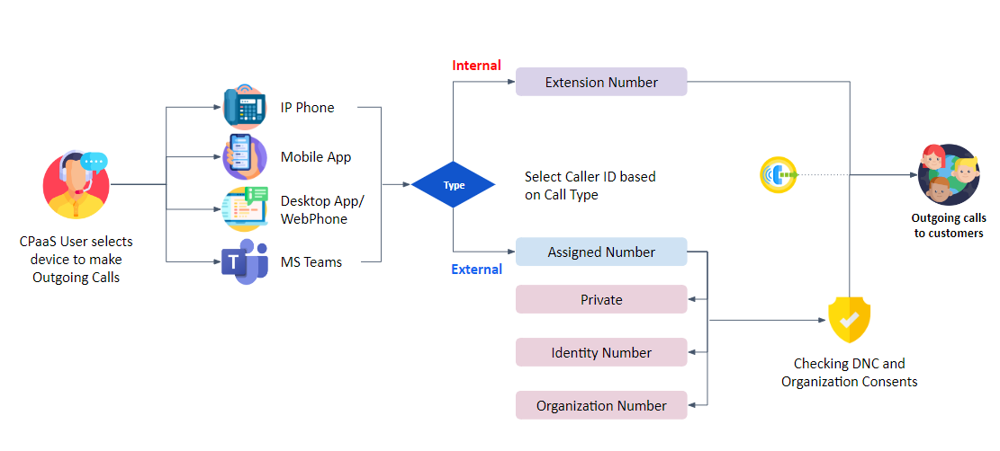 CPaaS User selects
device to make
Outgoing Calls
IP Phone
Mobile App
Desktop App/
WebPhone
T
MS Teams
Type
Internal
Extension Number
Select Caller ID based
on Call Type
External
Assigned Number
Private
Identity Number
Organization Number
Checking DNC and
Organization Consents
Outgoing calls
to customers